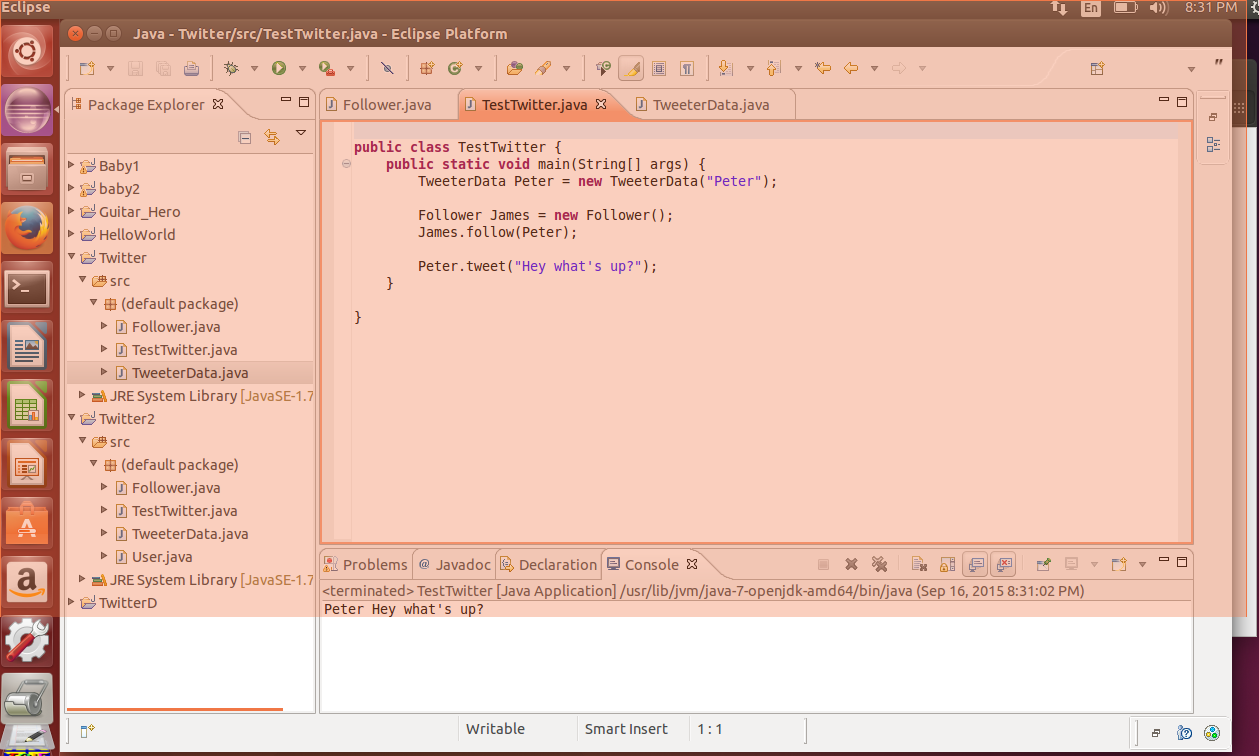 Eclipse
En
8:31 PM
Java - Twitter/src/TestTwitter.java - Eclipse Platform
Package Explorer
Follower.java
TestTwitter.java
TweeterData.java
Baby1
baby2
Guitar_Hero
HelloWorld
Twitter
src
(default package)
Follower.java
TestTwitter.java
TweeterData.java
JRE System Library [JavaSE-1.7
Twitter2
src
(default package)
Follower.java
TestTwitter.java
TweeterData.java
User.java
JRE System Library [JavaSE-1.7
TwitterD
public class TestTwitter {
public static void main(String[] args) {
TweeterData Peter = new TweeterData("Peter");
Follower James = new Follower();
James.follow(Peter);
Peter.tweet("Hey what's up?");
}
}
Problems
@ Javadoc
Declaration
Console
<terminated> TestTwitter [Java Application] /usr/lib/jvm/java-7-openjdk-amd64/bin/java (Sep 16, 2015 8:31:02 PM)
Peter Hey what's up?
Writable
Smart Insert
1 : 1